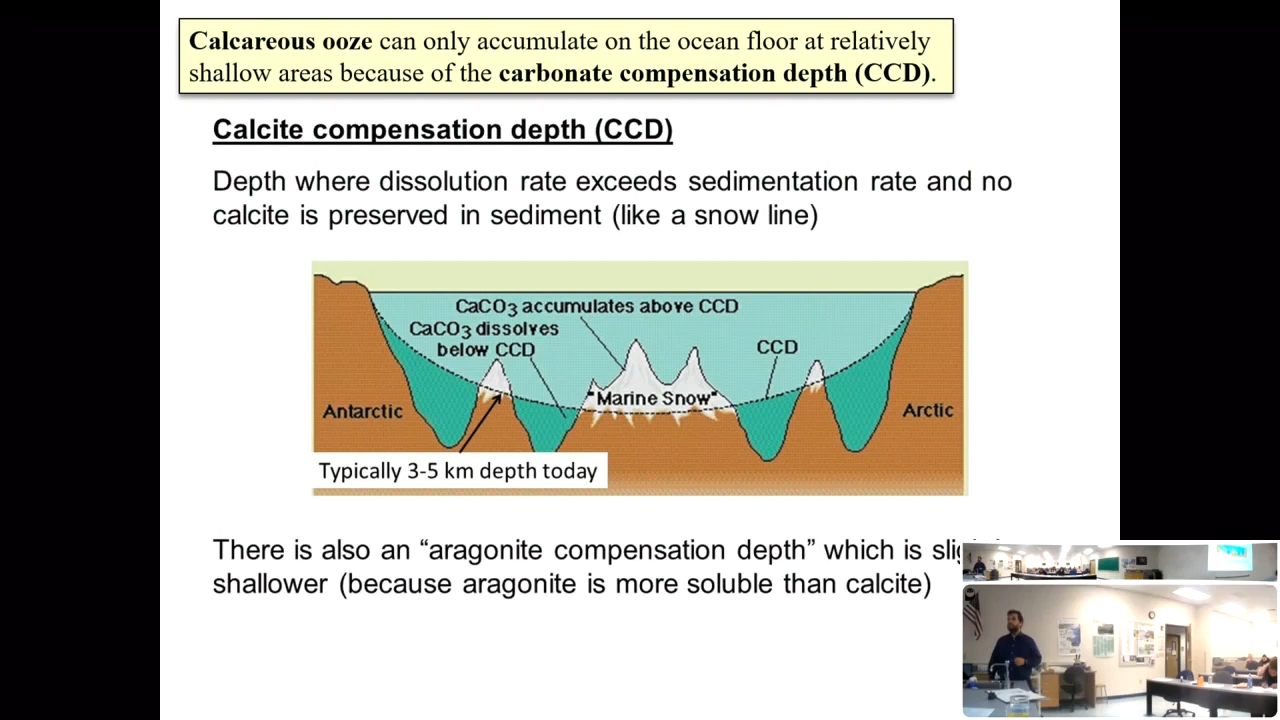 Calcareous ooze can only accumulate on the ocean floor at relatively
shallow areas because of the carbonate compensation depth (CCD).
Calcite compensation depth (CCD)
Depth where dissolution rate exceeds sedimentation rate and no
calcite is preserved in sediment (like a snow line)
CaCO3 accumulates above CCD
CaCO3 dissolves
below CCD
CCD
"Marine Snow"
Antarctic
Arctic
Typically 3-5 km depth today
There is also an “aragonite compensation depth” which is
shallower (because aragonite is more soluble than calcite)